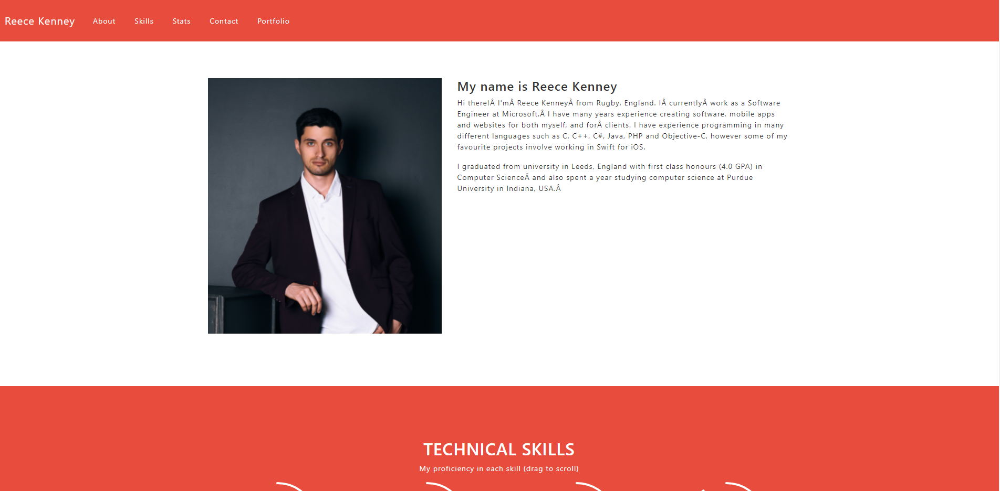 Reece Kenney
About
Skills
Stats
Contact
Portfolio
My name is Reece Kenney
Hi there!Â I'mÂ Reece KenneyÂ from Rugby, England. IÂ currentlyÂ work as a Software
Engineer at Microsoft.Â I have many years experience creating software, mobile apps
and websites for both myself, and forÂ clients. I have experience programming in many
different languages such as C, C++, C#, Java, PHP and Objective-C, however some of my
favourite projects involve working in Swift for iOS.
I graduated from university in Leeds, England with first class honours (4.0 GPA) in
Computer ScienceÂ and also spent a year studying computer science at Purdue
University in Indiana, USA.Â
TECHNICAL SKILLS
My proficiency in each skill (drag to scroll)